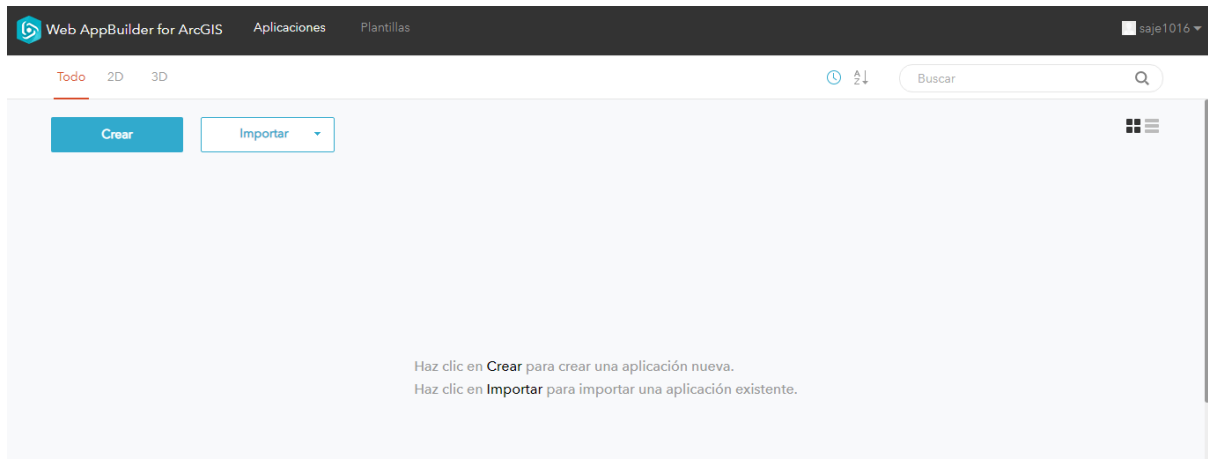 Web AppBuilder for ArcGIS Aplicaciones Plantillas saje1016
Todo 2D 3D Buscar
Crear Importar
Haz clic en Crear para crear una aplicación nueva.
Haz clic en Importar para importar una aplicación existente.